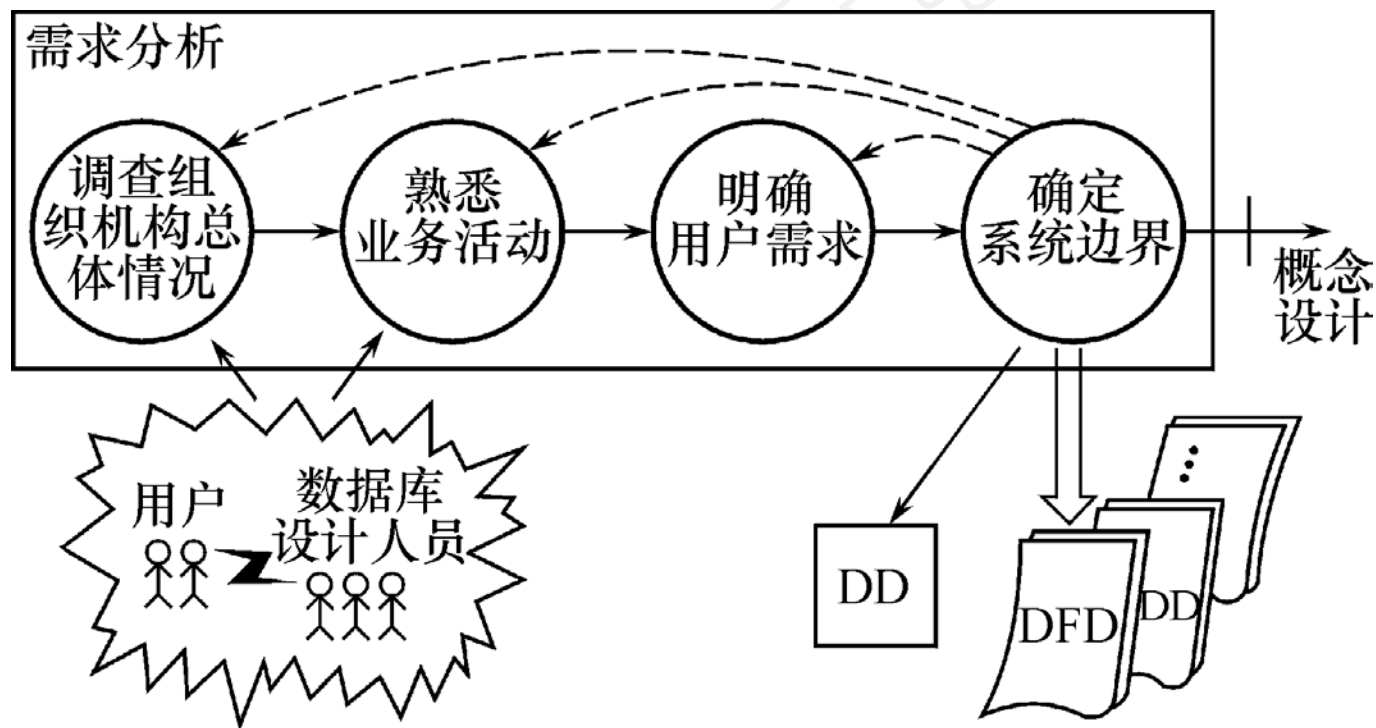 需求分析
调查组
织机构总
体情况
熟悉
业务活动
明确
用户需求
确定
系统边界
概念
设计
用户
数据库
设计人员
DD
DFD
DD